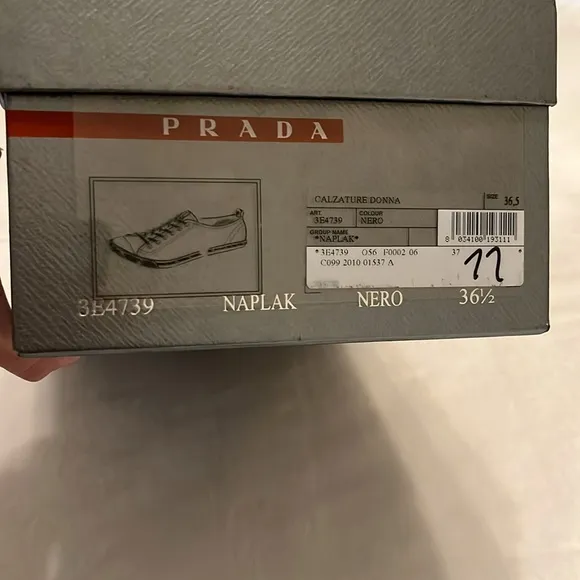 PRADA
CALZATURE DONNA SIZE 36,5
ART. COLOUR
3E4739 NERO
GROUP NAME
*NAPLAK*
8 034100 193111
*3E4739 O56 F0002 06 37
C099 2010 01537 A
11
3E4739 NAPLAK NERO 36½